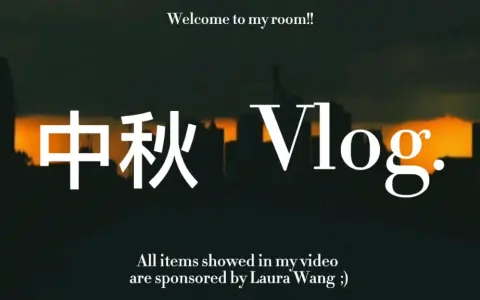 Welcome to my room!!
中秋 Vlog.
All items showed in my video
are sponsored by Laura Wang ;)